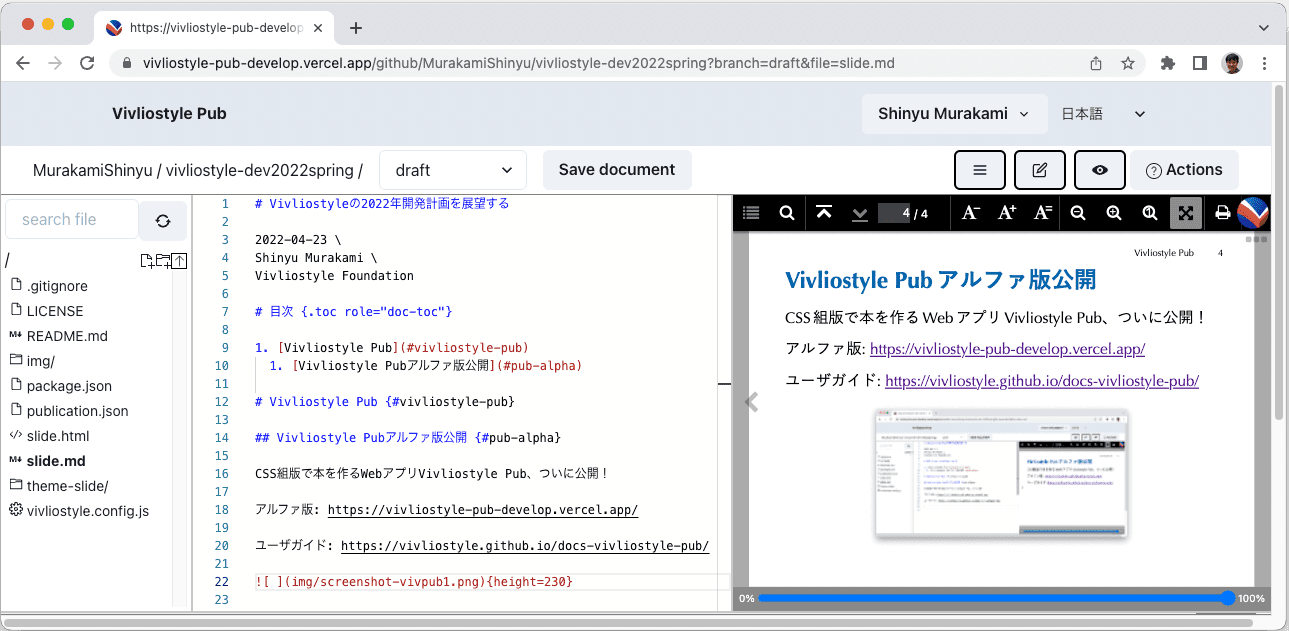 https://vivliostyle-pub-develop
vivliostyle-pub-develop.vercel.app/github/MurakamiShinyu/vivliostyle-dev2022spring?branch=draft&file=slide.md
Vivliostyle Pub
Shinyu Murakami
日本語
MurakamiShinyu / vivliostyle-dev2022spring /
draft
Save document
Actions
search file
/
.gitignore
LICENSE
README.md
img/
package.json
publication.json
slide.html
slide.md
theme-slide/
vivliostyle.config.js
1 # Vivliostyleの2022年開発計画を展望する
2
3 2022-04-23 \
4 Shinyu Murakami \
5 Vivliostyle Foundation
6
7 # 目次 {.toc role="doc-toc"}
8
9 1. [Vivliostyle Pub](#vivliostyle-pub)
10 1. [Vivliostyle Pubアルファ版公開](#pub-alpha)
11
12 # Vivliostyle Pub {#vivliostyle-pub}
13
14 ## Vivliostyle Pubアルファ版公開 {#pub-alpha}
15
16 CSS組版で本を作るWebアプリVivliostyle Pub、ついに公開！
17
18 アルファ版: https://vivliostyle-pub-develop.vercel.app/
19
20 ユーザガイド: https://vivliostyle.github.io/docs-vivliostyle-pub/
21
22 ![ ](img/screenshot-vivpub1.png){height=230}
23
4 / 4
A- A+ A=
Vivliostyle Pub 4
Vivliostyle Pub アルファ版公開
CSS 組版で本を作る Web アプリ Vivliostyle Pub、ついに公開！
アルファ版: https://vivliostyle-pub-develop.vercel.app/
ユーザガイド: https://vivliostyle.github.io/docs-vivliostyle-pub/
0% 100%